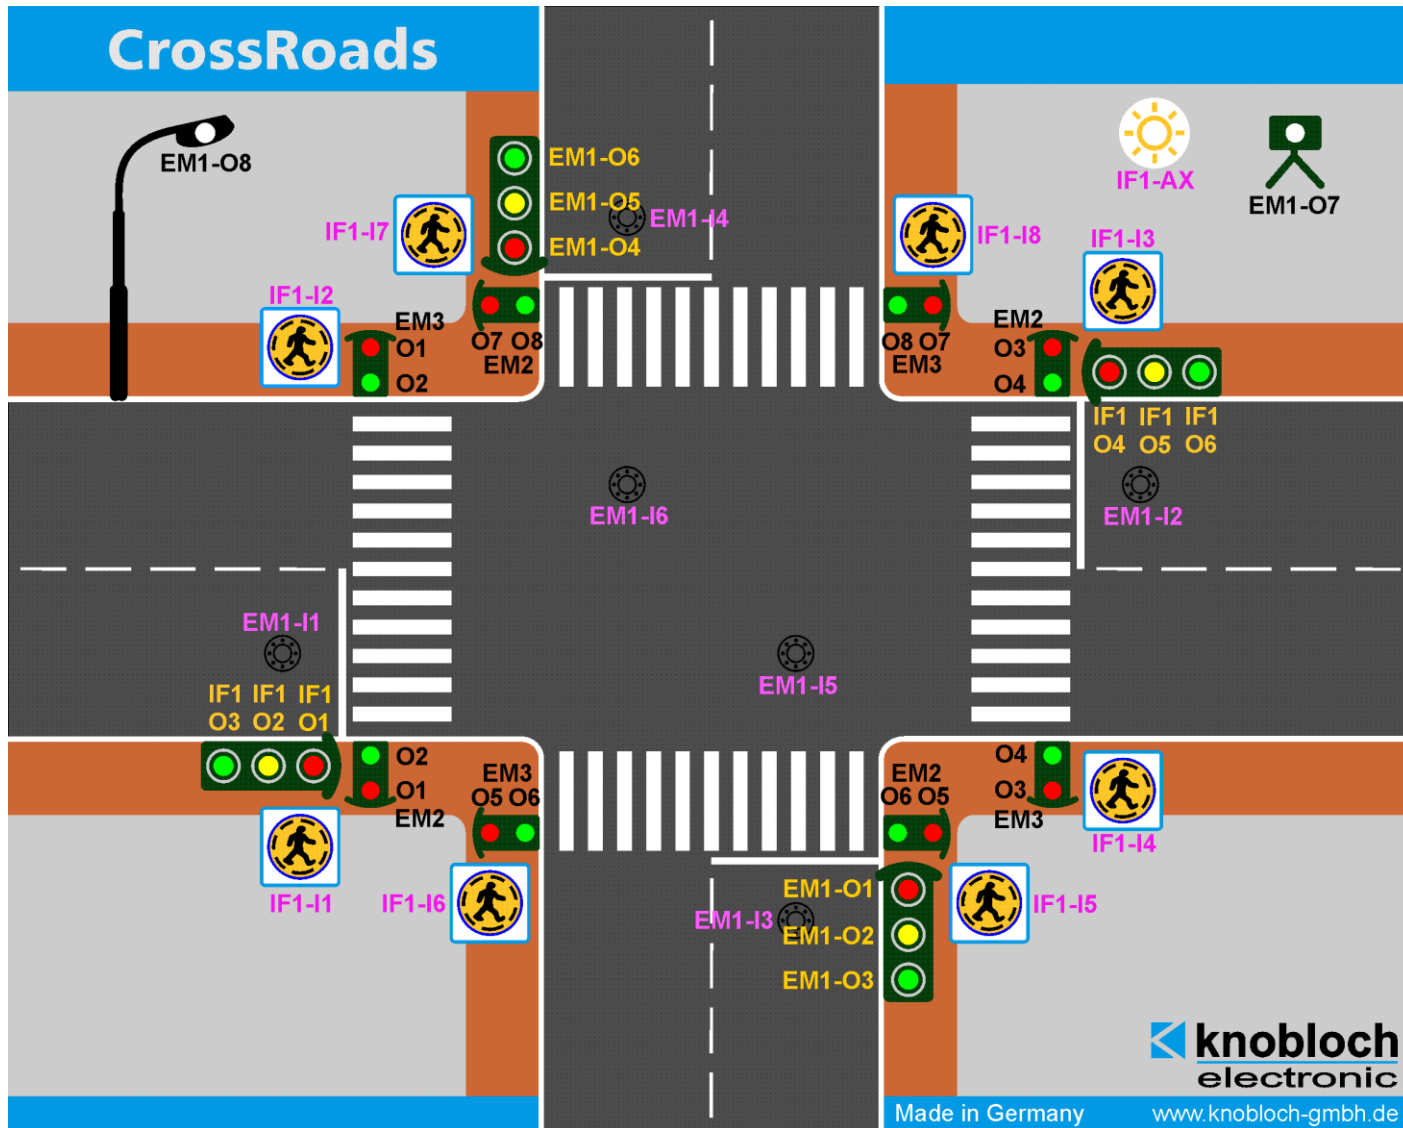 CrossRoads
EM1-O8
EM1-O6
EM1-O5
EM1-O4
EM1-I4
IF1-I7
IF1-I2
EM3
O1
O2
O7 O8
EM2
IF1-AX
EM1-O7
IF1-I8
IF1-I3
O8 O7
EM3
EM2
O3
O4
IF1 IF1 IF1
O4 O5 O6
EM1-I6
EM1-I2
EM1-I1
IF1 IF1 IF1
O3 O2 O1
EM1-I5
O2
O1
EM2
EM3
O5 O6
IF1-I1
IF1-I6
EM2
O6 O5
O4
O3
EM3
IF1-I4
EM1-O1
EM1-I3
EM1-O2
EM1-O3
IF1-I5
knobloch
electronic
Made in Germany
www.knobloch-gmbh.de